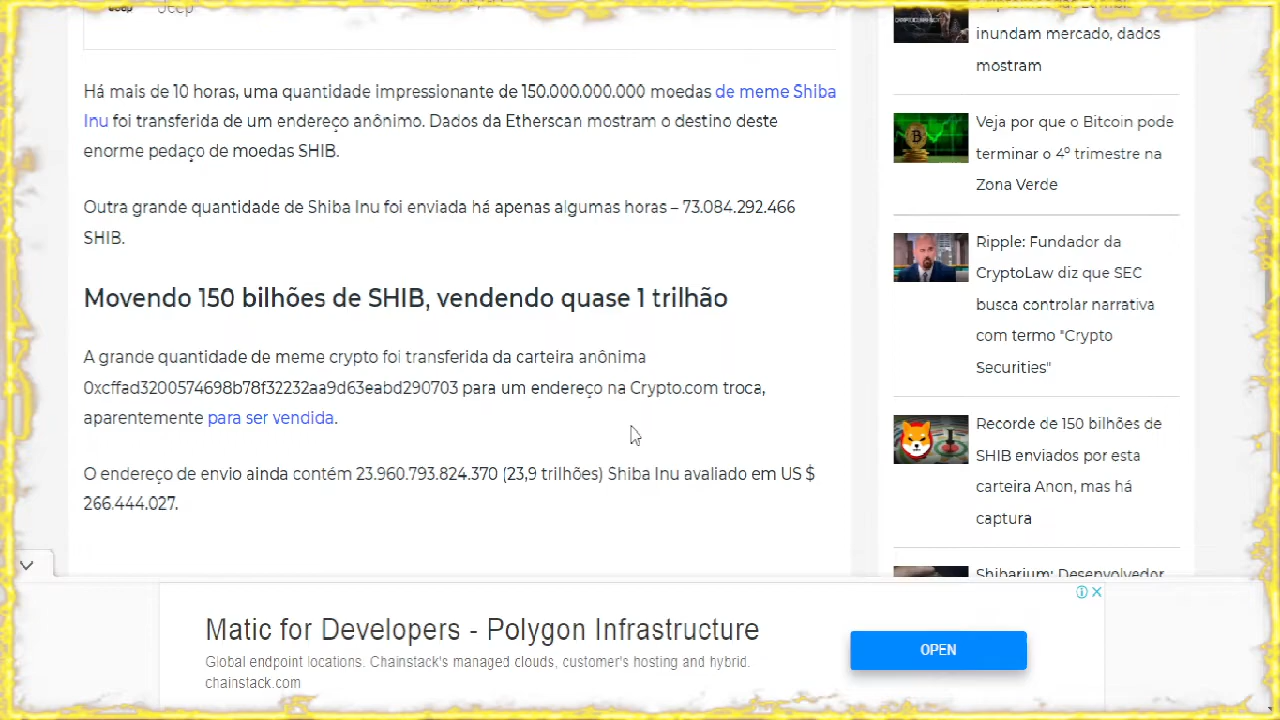 Jeep
Há mais de 10 horas, uma quantidade impressionante de 150.000.000.000 moedas de meme Shiba
Inu foi transferida de um endereço anônimo. Dados da Etherscan mostram o destino deste
enorme pedaço de moedas SHIB.
Outra grande quantidade de Shiba Inu foi enviada há apenas algumas horas – 73.084.292.466
SHIB.
Movendo 150 bilhões de SHIB, vendendo quase 1 trilhão
A grande quantidade de meme crypto foi transferida da carteira anônima
0xcffad3200574698b78f32232aa9d63eabd290703 para um endereço na Crypto.com troca,
aparentemente para ser vendida.
O endereço de envio ainda contém 23.960.793.824.370 (23,9 trilhões) Shiba Inu avaliado em US $
266.444.027.
inundam mercado, dados
mostram
Veja por que o Bitcoin pode
terminar o 4º trimestre na
Zona Verde
Ripple: Fundador da
CryptoLaw diz que SEC
busca controlar narrativa
com termo "Crypto
Securities"
Recorde de 150 bilhões de
SHIB enviados por esta
carteira Anon, mas há
captura
Shibarium: Desenvolvedor
Matic for Developers - Polygon Infrastructure
Global endpoint locations. Chainstack's managed clouds, customer's hosting and hybrid.
chainstack.com
OPEN